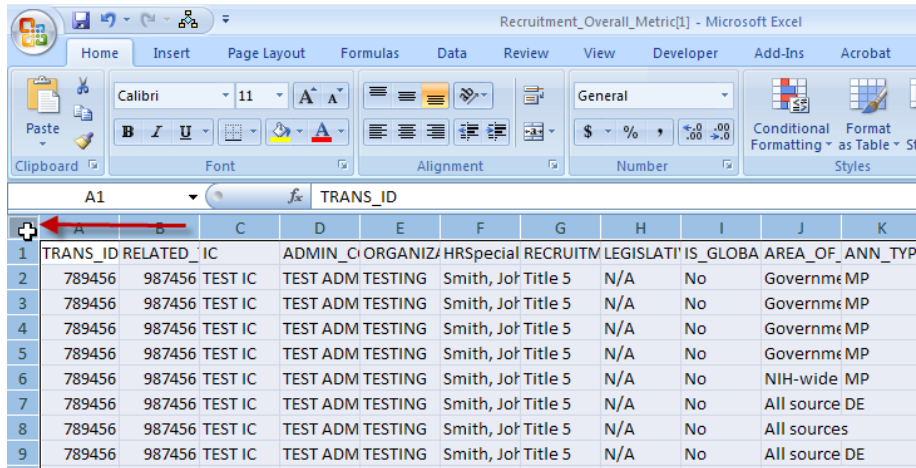 Recruitment_Overall_Metric[1] - Microsoft Excel
Home Insert Page Layout Formulas Data Review View Developer Add-Ins Acrobat
Calibri 11 A A General
Paste B I U A $ % , .0 .00 .00 .0 Conditional Formatting Format as Table St
Clipboard Font Alignment Number Styles
A1 fx TRANS_ID
A B C D E F G H I J K
1 TRANS_ID RELATED_ IC ADMIN_C ORGANIZA HRSpecial RECRUITM LEGISLATI IS_GLOBA AREA_OF_ ANN_TYP
2 789456 987456 TEST IC TEST ADM TESTING Smith, Joh Title 5 N/A No Governme MP
3 789456 987456 TEST IC TEST ADM TESTING Smith, Joh Title 5 N/A No Governme MP
4 789456 987456 TEST IC TEST ADM TESTING Smith, Joh Title 5 N/A No Governme MP
5 789456 987456 TEST IC TEST ADM TESTING Smith, Joh Title 5 N/A No Governme MP
6 789456 987456 TEST IC TEST ADM TESTING Smith, Joh Title 5 N/A No NIH-wide MP
7 789456 987456 TEST IC TEST ADM TESTING Smith, Joh Title 5 N/A No All source DE
8 789456 987456 TEST IC TEST ADM TESTING Smith, Joh Title 5 N/A No All sources
9 789456 987456 TEST IC TEST ADM TESTING Smith, Joh Title 5 N/A No All source DE